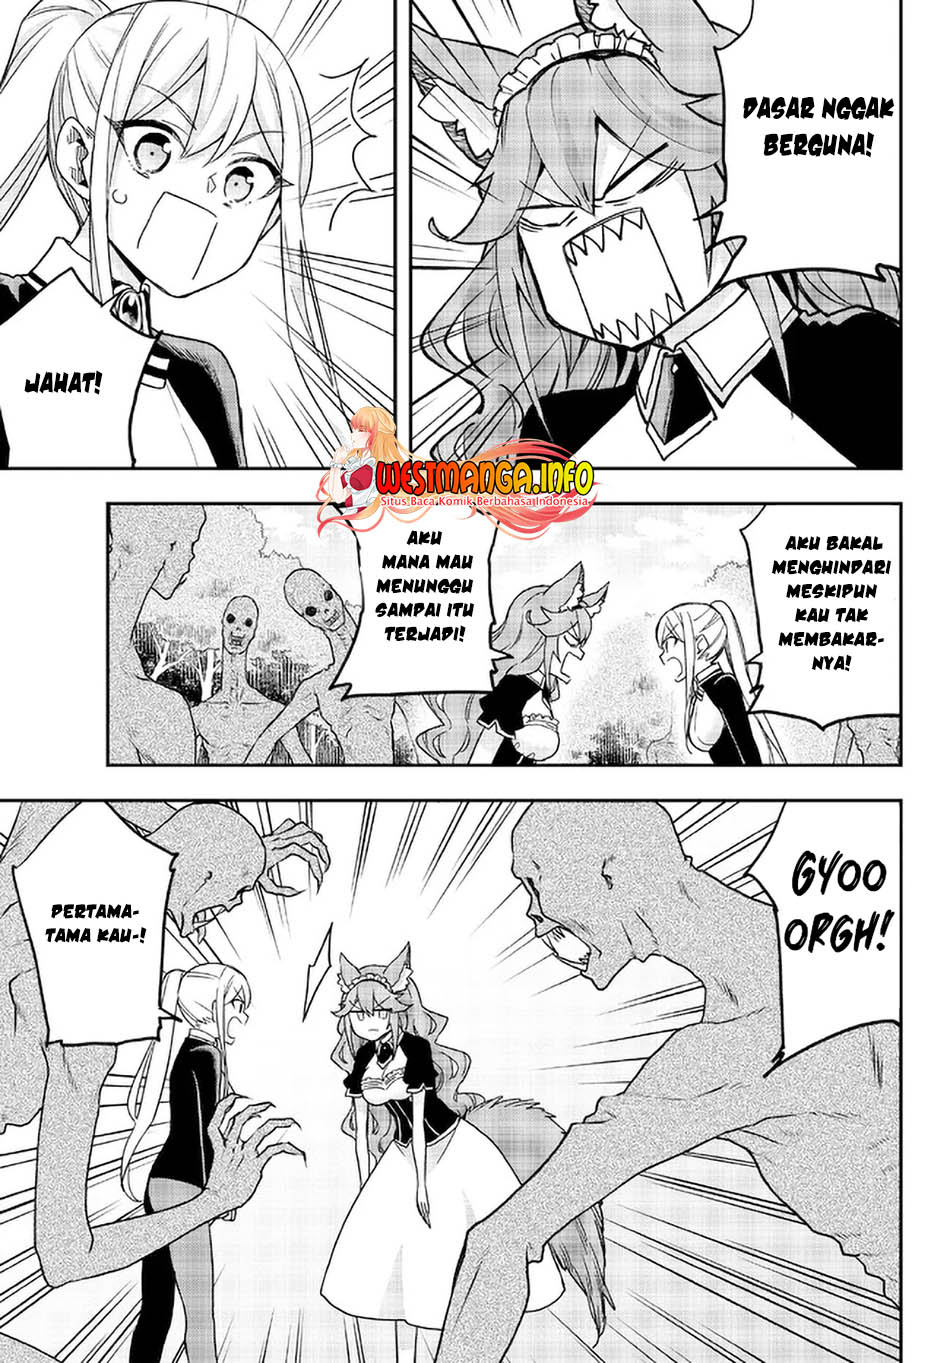 DASAR NGGAK
BERGUNA!
JAHAT!
WESTMANGA.INFO
Situs Baca Komik Berbahasa Indonesia
AKU BAKAL
MENGHINDARI
MESKIPUN
KAU TAK
MEMBAKAR-
NYA!
AKU
MANA MAU
MENUNGGU
SAMPAI ITU
TERJADI!
GYOO
ORGH!
PERTAMA-
TAMA KAU-!